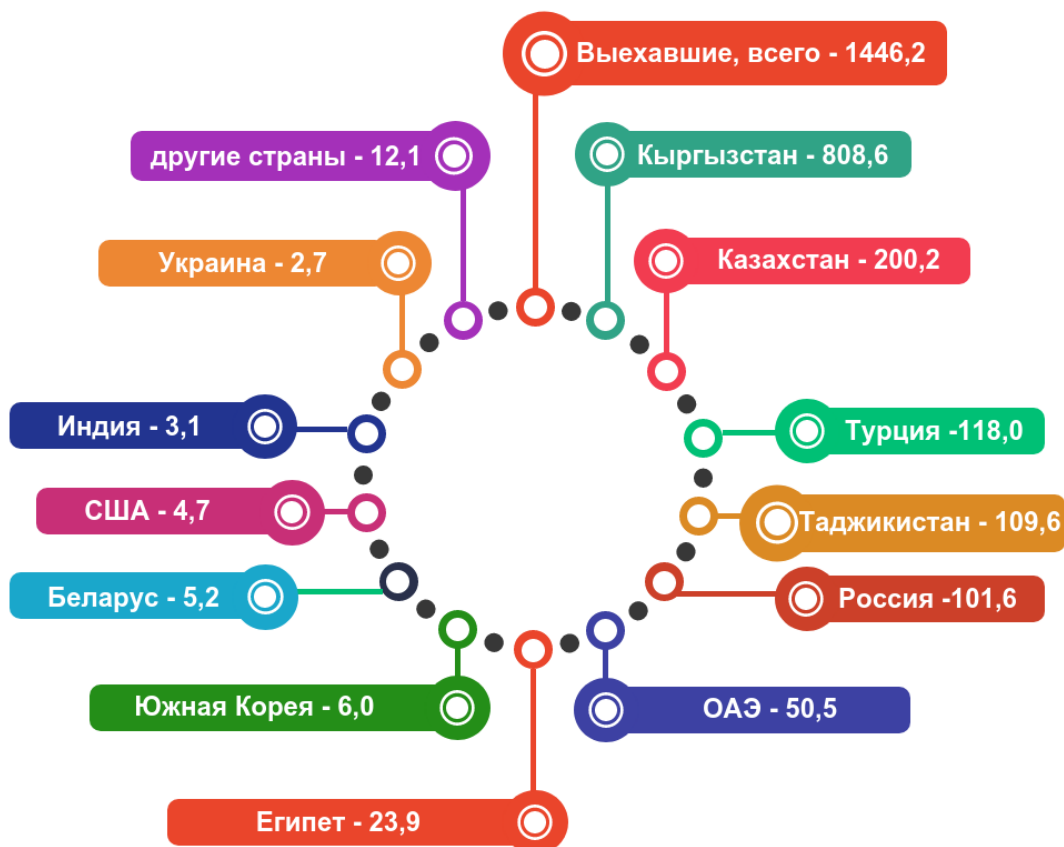 Выехавшие, всего - 1446,2
Кыргызстан - 808,6
Казахстан - 200,2
Турция -118,0
Таджикистан - 109,6
Россия -101,6
ОАЭ - 50,5
Египет - 23,9
Южная Корея - 6,0
Беларус - 5,2
США - 4,7
Индия - 3,1
Украина - 2,7
другие страны - 12,1